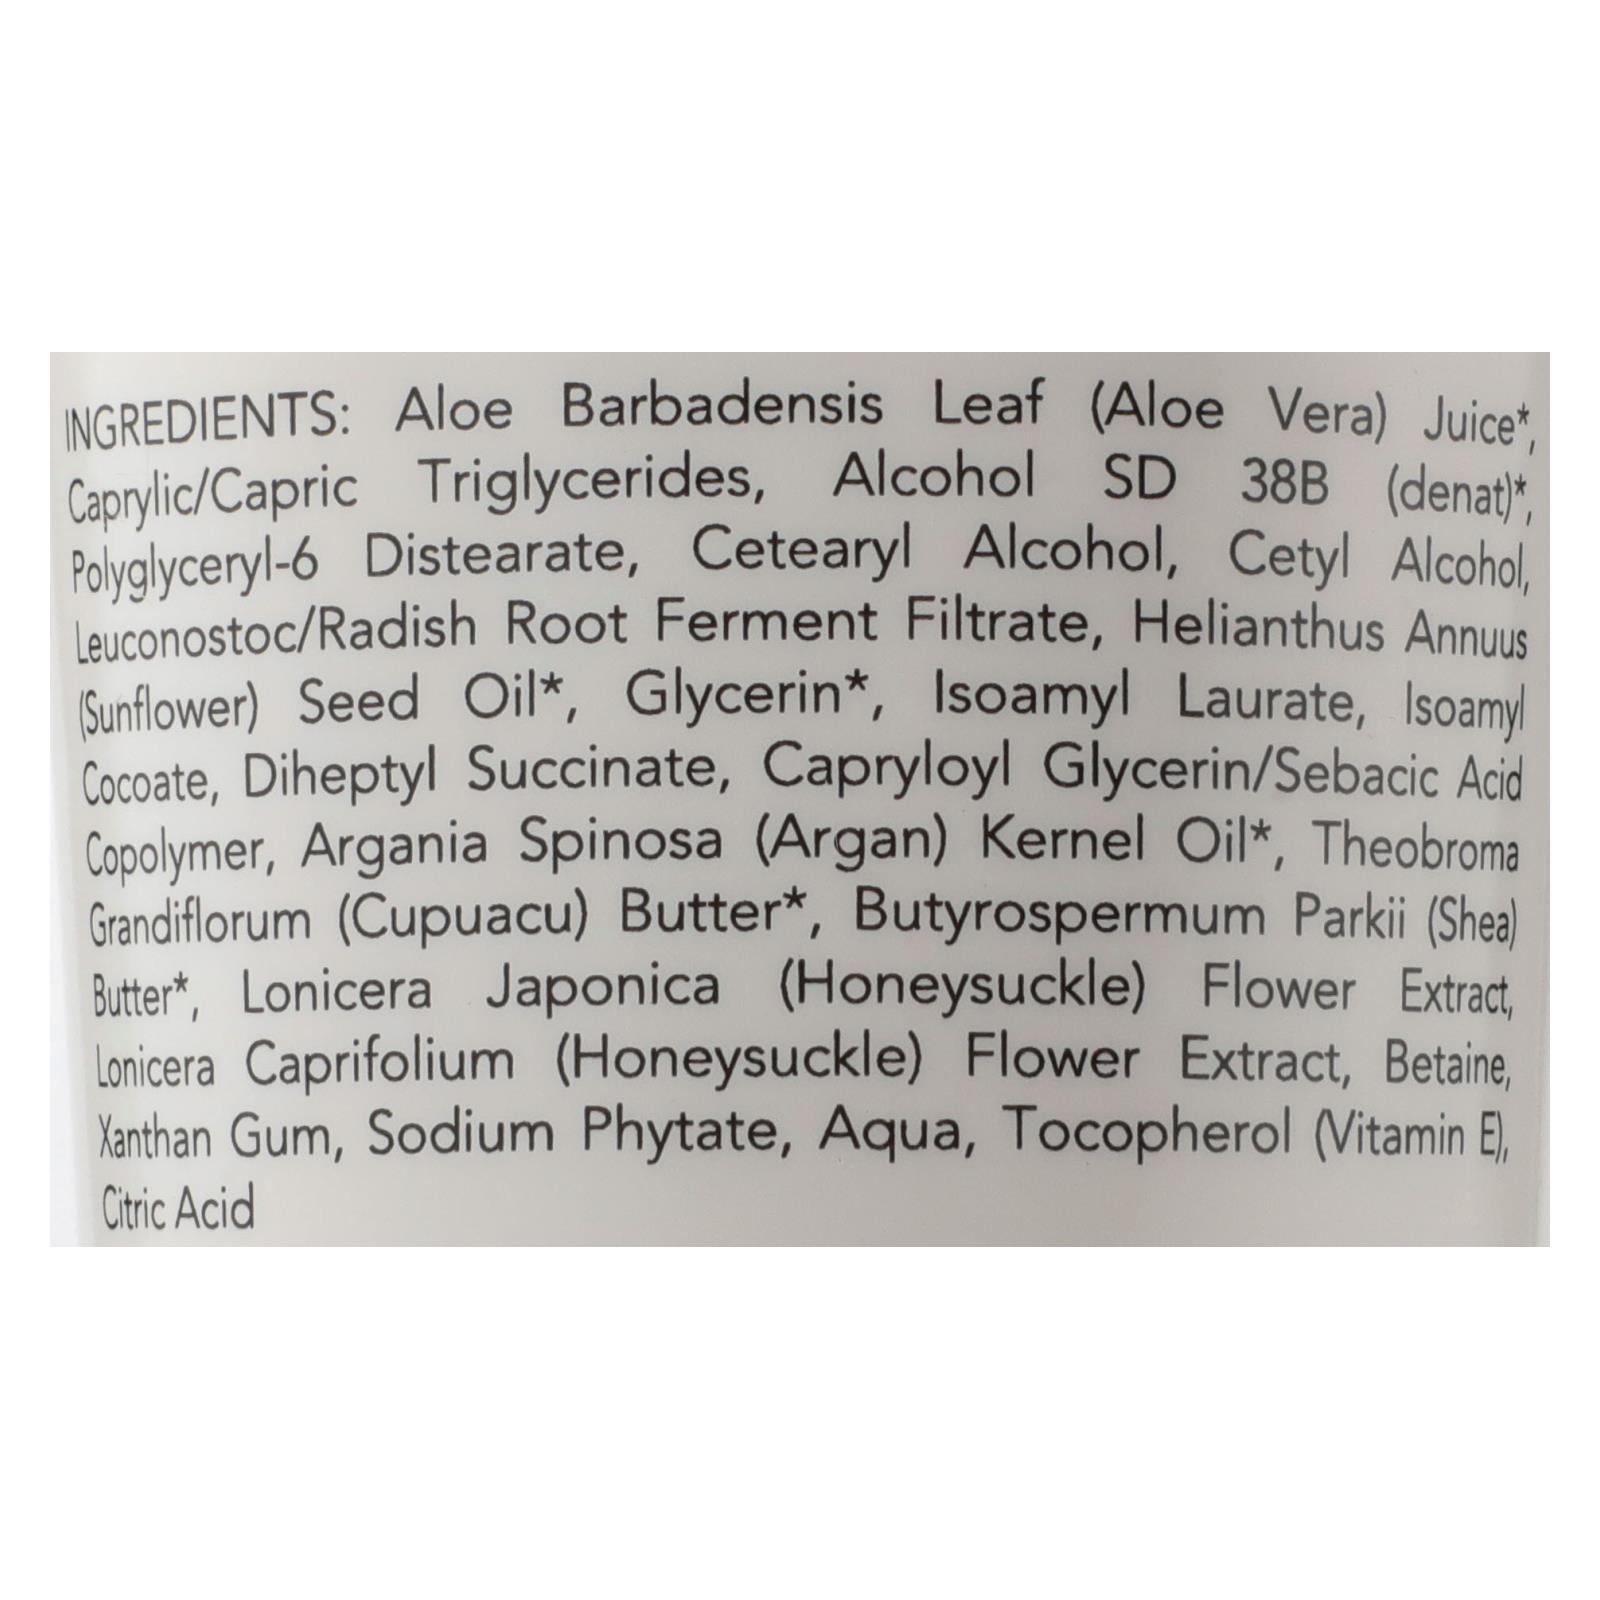 INGREDIENTS: Aloe Barbadensis Leaf (Aloe Vera) Juice*,
Caprylic/Capric Triglycerides, Alcohol SD 38B (denat)*,
Polyglyceryl-6 Distearate, Cetearyl Alcohol, Cetyl Alcohol,
Leuconostoc/Radish Root Ferment Filtrate, Helianthus Annuus
(Sunflower) Seed Oil*, Glycerin*, Isoamyl Laurate, Isoamyl
Cocoate, Diheptyl Succinate, Capryloyl Glycerin/Sebacic Acid
Copolymer, Argania Spinosa (Argan) Kernel Oil*, Theobroma
Grandiflorum (Cupuacu) Butter*, Butyrospermum Parkii (Shea)
Butter*, Lonicera Japonica (Honeysuckle) Flower Extract,
Lonicera Caprifolium (Honeysuckle) Flower Extract, Betaine,
Xanthan Gum, Sodium Phytate, Aqua, Tocopherol (Vitamin E),
Citric Acid